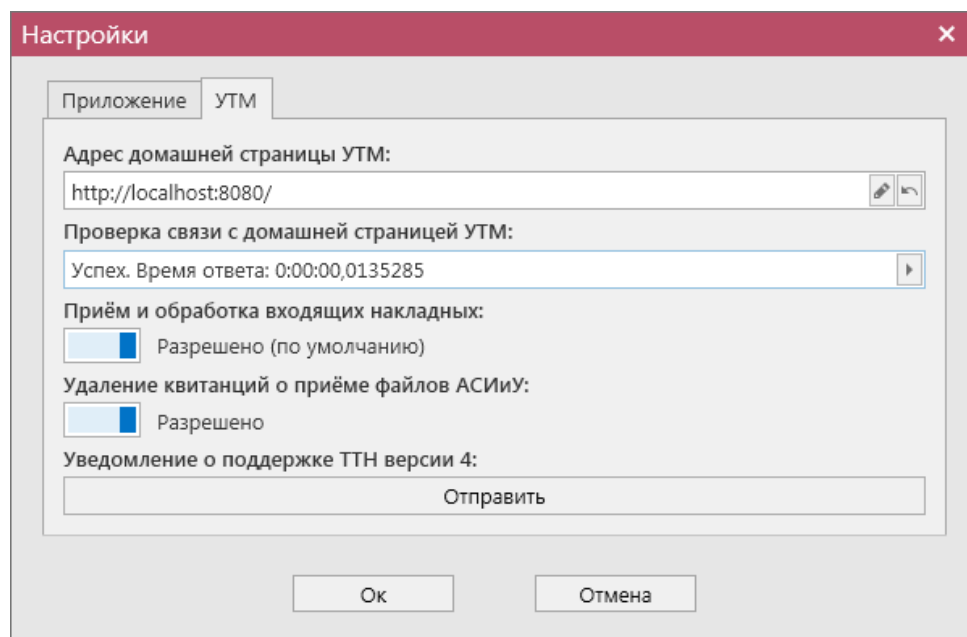 Настройки
Приложение УТМ
Адрес домашней страницы УТМ:
http://localhost:8080/
Проверка связи с домашней страницей УТМ:
Успех. Время ответа: 0:00:00,0135285
Приём и обработка входящих накладных:
Разрешено (по умолчанию)
Удаление квитанций о приёме файлов АСИиУ:
Разрешено
Уведомление о поддержке ТТН версии 4:
Отправить
Ок Отмена